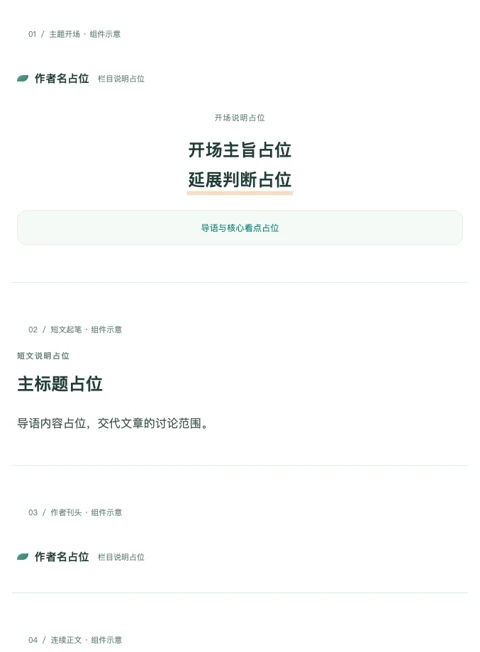 01 / 主题开场 · 组件示意
作者名占位 栏目说明占位
开场说明占位
开场主旨占位
延展判断占位
导语与核心看点占位
02 / 短文起笔 · 组件示意
短文说明占位
主标题占位
导语内容占位，交代文章的讨论范围。
03 / 作者刊头 · 组件示意
作者名占位 栏目说明占位
04 / 连续正文 · 组件示意